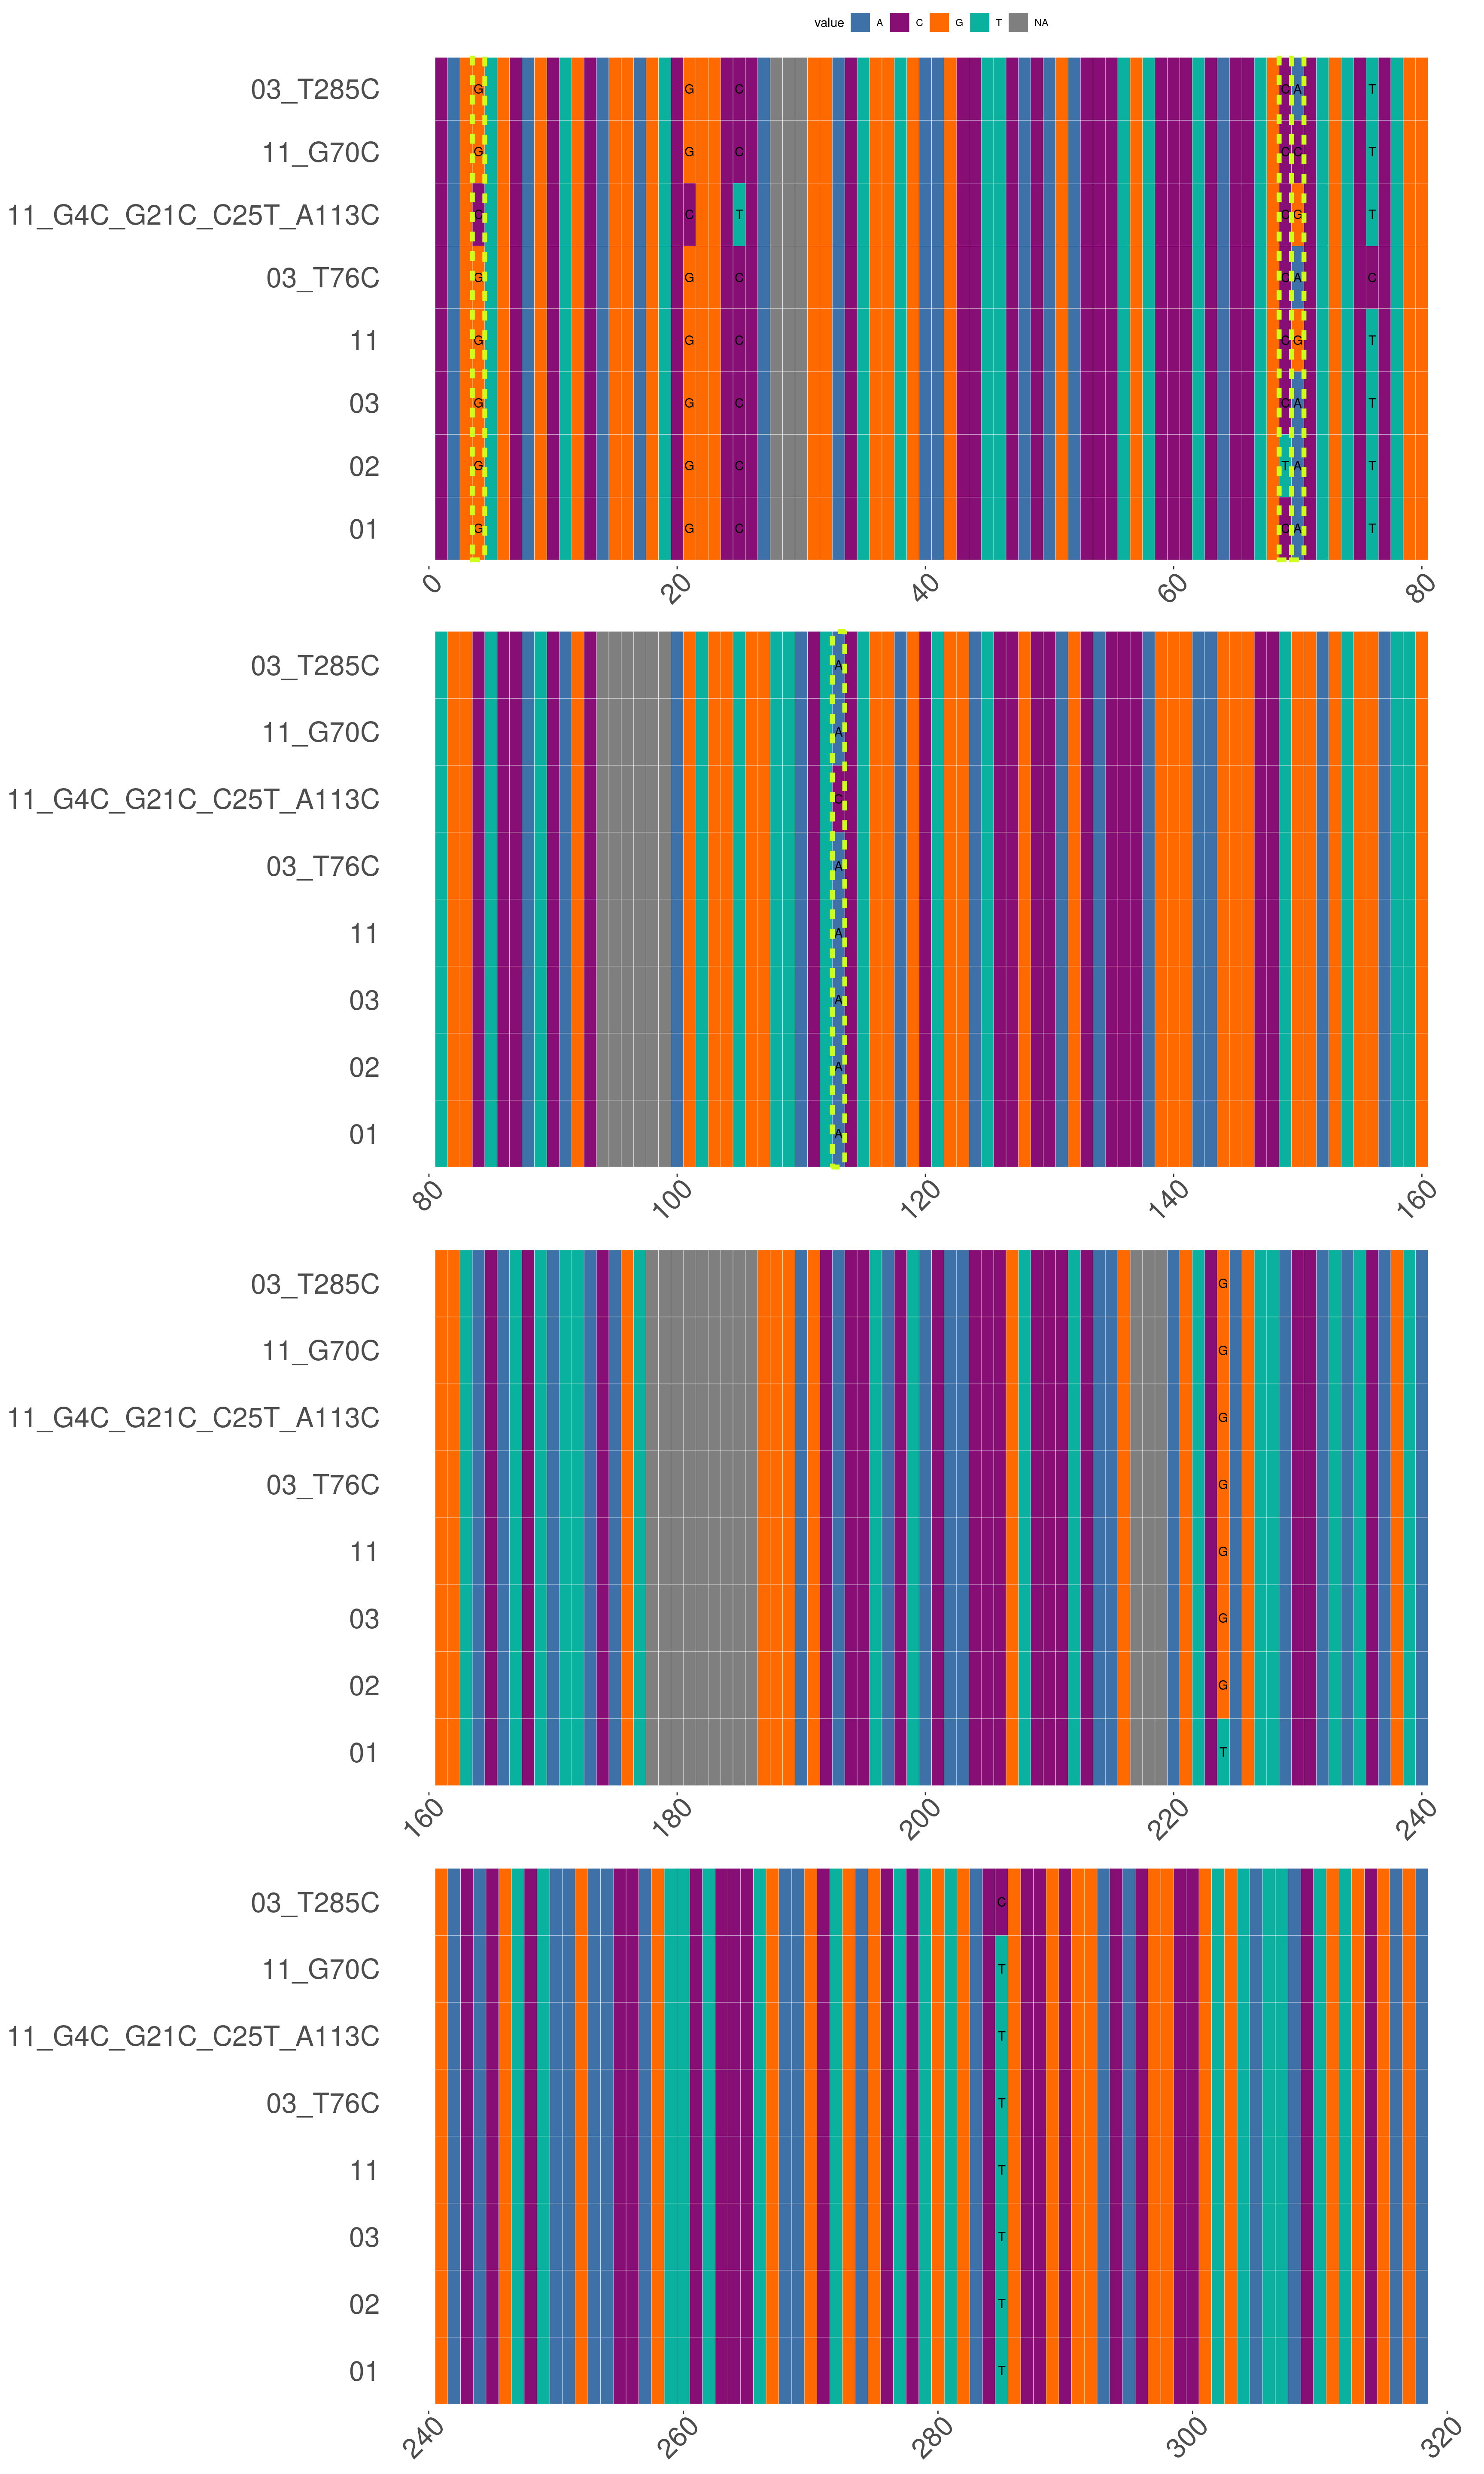 value A C G T NA
03_T285C G G C C A T
11_G70C G G C C C T
11_G4C_G21C_C25T_A113C C C T C G T
03_T76C G G C C A C
11 G G C C G T
03 G G C C A T
02 G G C T A T
01 G G C C A T
0 20 40 60 80
03_T285C A
11_G70C A
11_G4C_G21C_C25T_A113C C
03_T76C A
11 A
03 A
02 A
01 A
80 100 120 140 160
03_T285C G
11_G70C G
11_G4C_G21C_C25T_A113C G
03_T76C G
11 G
03 G
02 G
01 T
160 180 200 220 240
03_T285C C
11_G70C T
11_G4C_G21C_C25T_A113C T
03_T76C T
11 T
03 T
02 T
01 T
240 260 280 300 320